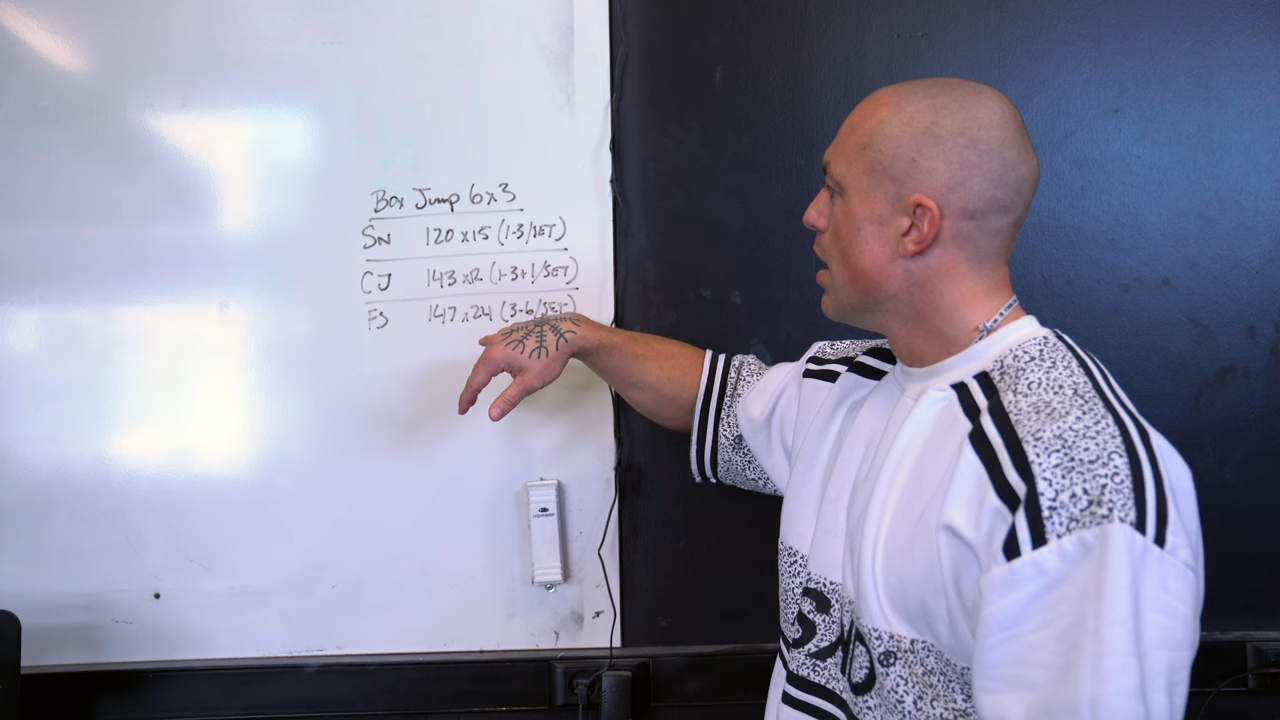 Box Jump 6x3
SN 120 x15 (1-3/SET)
CJ 143 x12 (1-3+1/SET)
FS 147 x24 (3-6/SET)
GKD®